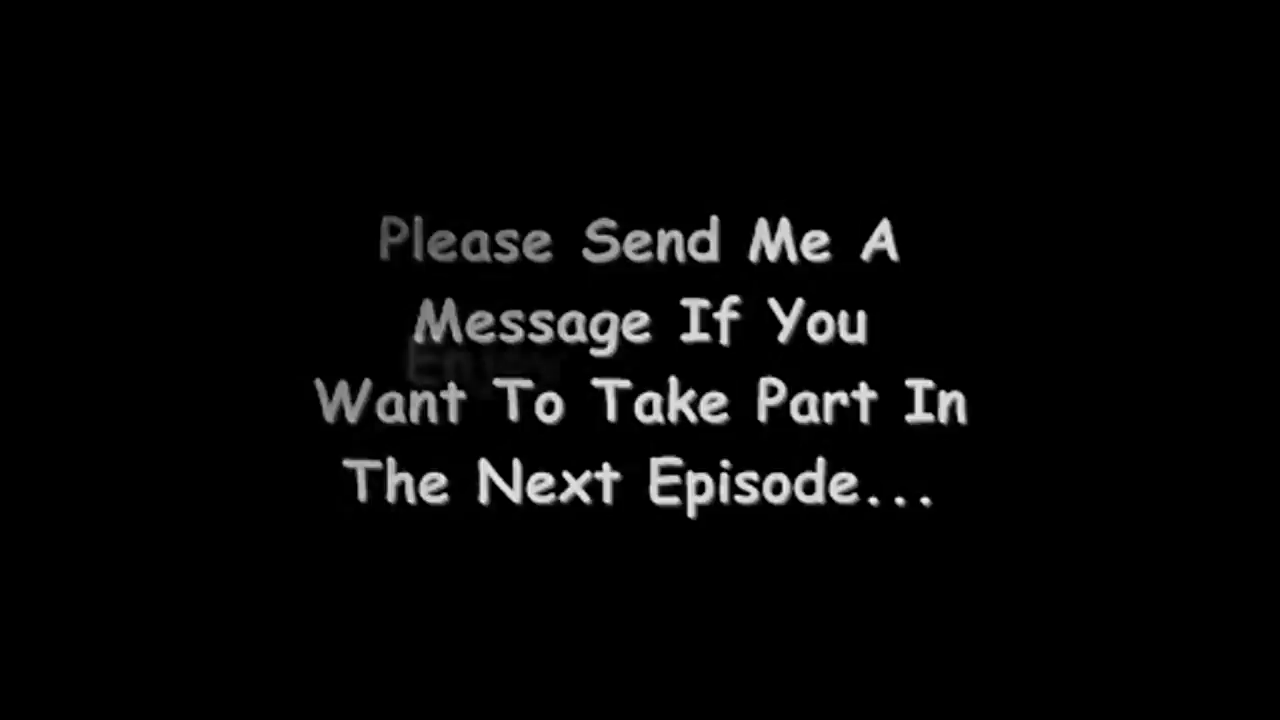 Please Send Me A
Message If You
Want To Take Part In
The Next Episode...